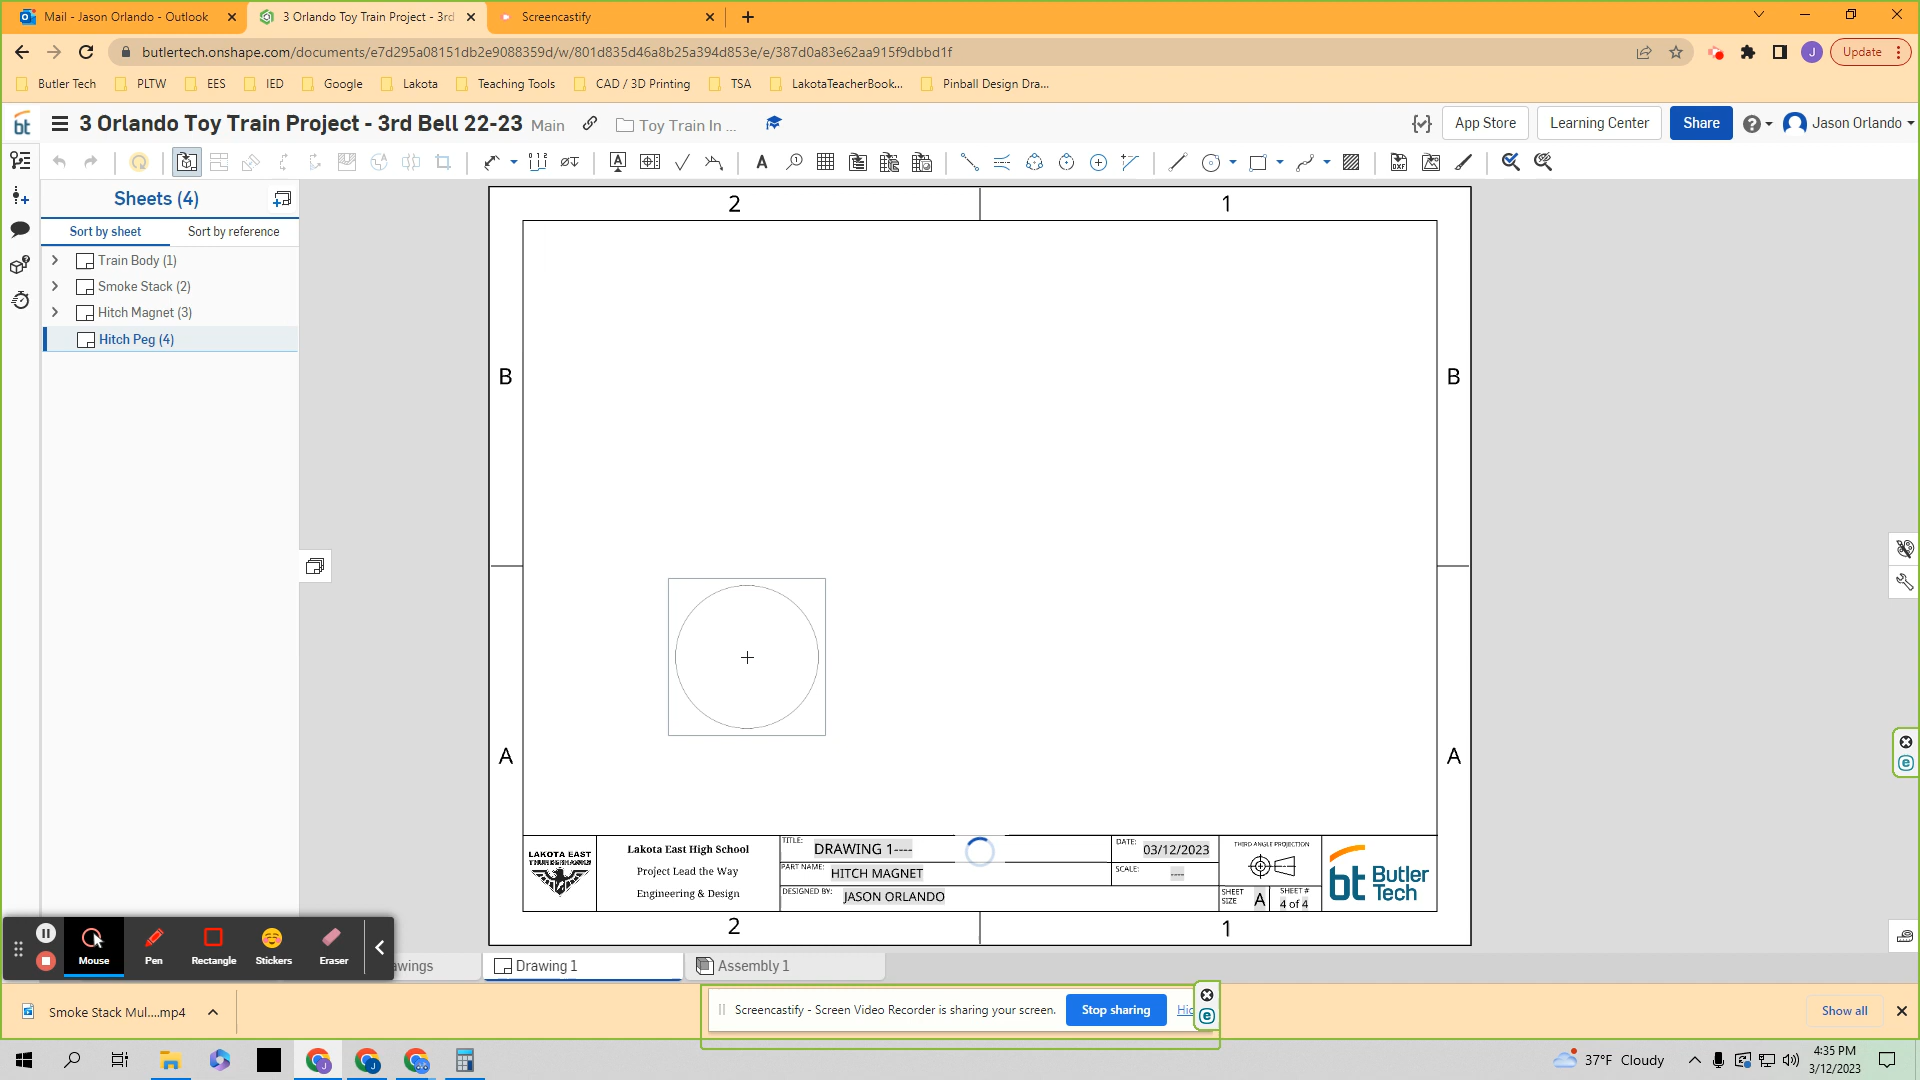 Mail - Jason Orlando - Outlook
3 Orlando Toy Train Project - 3rd
Screencastify
butlertech.onshape.com/documents/e7d295a08151db2e9088359d/w/801d835d46a8b25a394d853e/e/387d0a83e62aa915f9dbbd1f
J
Update
Butler Tech
PLTW
EES
IED
Google
Lakota
Teaching Tools
CAD / 3D Printing
TSA
LakotaTeacherBook...
Pinball Design Dra...
bt
3 Orlando Toy Train Project - 3rd Bell 22-23
Main
Toy Train In ...
App Store
Learning Center
Share
Jason Orlando
Sheets (4)
Sort by sheet
Sort by reference
Train Body (1)
Smoke Stack (2)
Hitch Magnet (3)
Hitch Peg (4)
2
1
B
B
A
A
LAKOTA EAST
THUNDERHAWKS
Lakota East High School
Project Lead the Way
Engineering & Design
TITLE:
DRAWING 1----
PART NAME:
HITCH MAGNET
DESIGNED BY:
JASON ORLANDO
DATE:
03/12/2023
SCALE:
----
THIRD ANGLE PROJECTION
SHEET
SIZE
A
SHEET #
4 of 4
bt Butler
Tech
2
1
Mouse
Pen
Rectangle
Stickers
Eraser
awings
Drawing 1
Assembly 1
Smoke Stack Mul....mp4
Screencastify - Screen Video Recorder is sharing your screen.
Stop sharing
Hid
Show all
37°F Cloudy
4:35 PM
3/12/2023